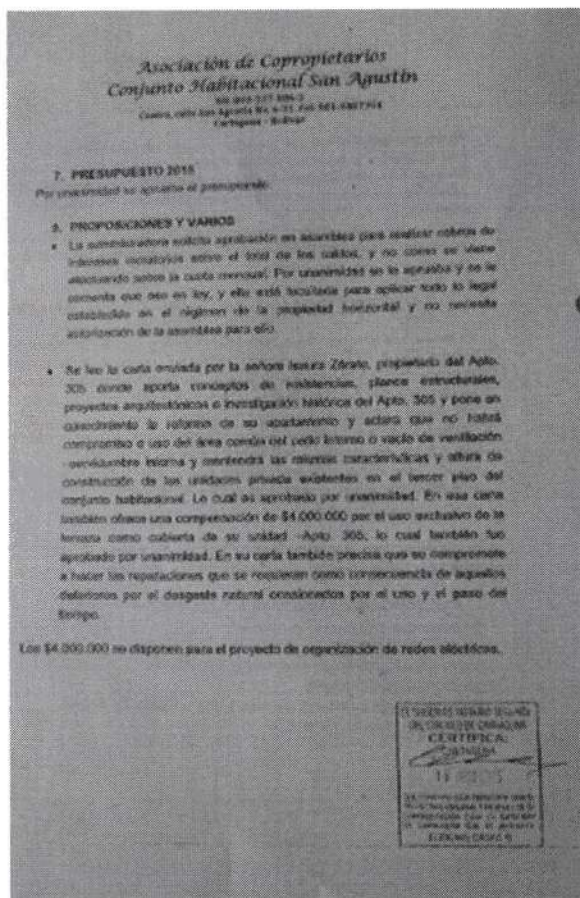 Asociación de Copropietarios
Conjunto Habitacional San Agustín
Cartagena - Bolívar
7. PRESUPUESTO 2015
Por unanimidad se aprueba el presupuesto.
PROPOSICIONES Y VARIOS
• La administradora solicita aprobación en asamblea para realizar cobros de
intereses moratorios sobre el total de los saldos, y no como se viene
efectuando sobre la cuota mensual. Por unanimidad se le aprueba y se le
comenta que eso es ley, y ella está facultada para aplicar todo lo legal
establecido en el régimen de la propiedad horizontal y no necesita
autorización de la asamblea para ello.
• Se lee la carta enviada por la señora Isaura Zárate, propietaria del Apto.
305 donde aporta conceptos de resistencias, planos estructurales,
proyectos arquitectónicos e investigación histórica del Apto. 305 y pone en
conocimiento la reforma de su apartamento y aclara que no habrá
compromiso o uso del área común del patio interno o vacío de ventilación
-servidumbre interna y mantendrá las mismas características y altura de
construcción de las unidades privada existentes en el tercer piso del
conjunto habitacional. Lo cual es aprobado por unanimidad. En esa carta
también ofrece una compensación de $4.000.000 por el uso exclusivo de la
terraza como cubierta de su unidad -Apto. 305, lo cual también fue
aprobado por unanimidad. En su carta también precisa que se compromete
a hacer las reparaciones que se requieran como consecuencia de aquellos
deterioros por el desgaste natural ocasionados por el uso y el paso del
tiempo.
Los $4.000.000 se disponen para el proyecto de organización de redes eléctricas.
CERTIFICA: